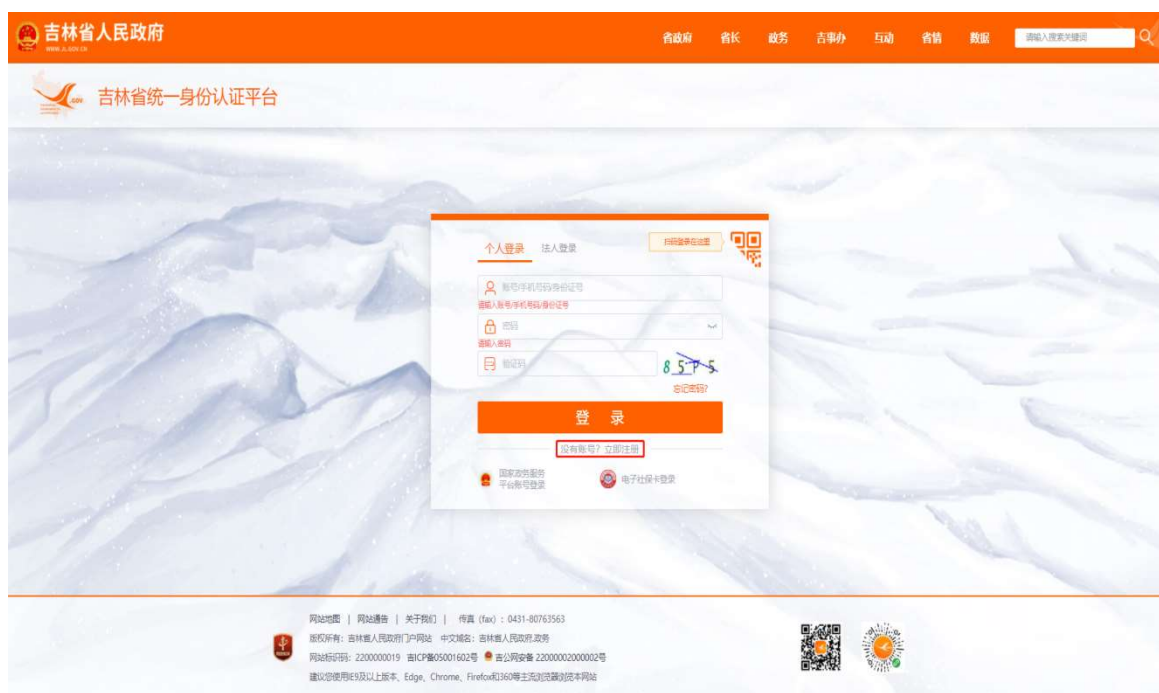 吉林省人民政府
WWW.JL.GOV.CN
省政府 省长 政务 吉事办 互动 省情 数据 请输入搜索关键词
.GOV 吉林省统一身份认证平台
个人登录 法人登录 扫码登录在这里
账号/手机号码/身份证号
请输入账号/手机号码/身份证号
密码
请输入密码
验证码 8 5 P 5
忘记密码?
登 录
没有账号? 立即注册
国家政务服务
平台账号登录
电子社保卡登录
网站地图 | 网站通告 | 关于我们 | 传真 (fax) : 0431-80763563
版权所有: 吉林省人民政府门户网站 中文域名: 吉林省人民政府.政务
网站标识码: 2200000019 吉ICP备05001602号 吉公网安备 22000002000002号
建议您使用IE9及以上版本、Edge、Chrome、Firefox和360等主流浏览器浏览本网站